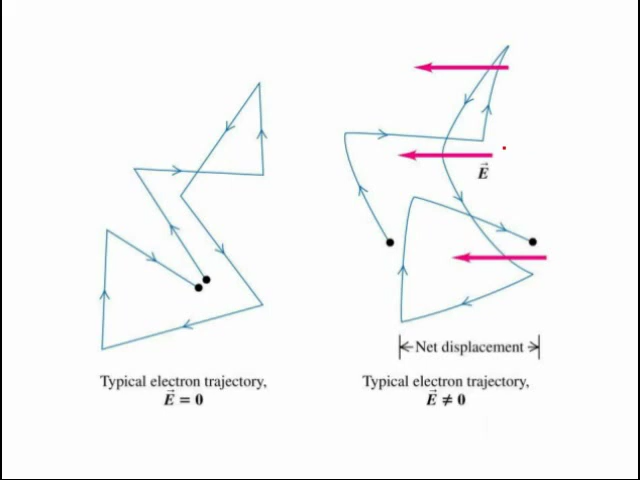 E⃗
Net displacement
Typical electron trajectory,
E⃗ = 0
Typical electron trajectory,
E⃗ ≠ 0